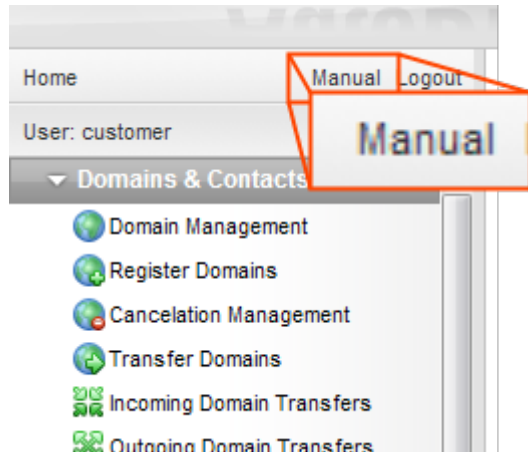 Home Manual Logout
User: customer
Manual
Domains & Contacts
Domain Management
Register Domains
Cancelation Management
Transfer Domains
Incoming Domain Transfers
Outgoing Domain Transfers